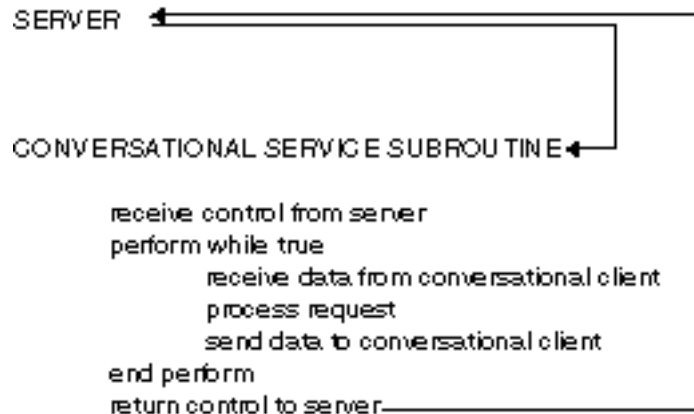 SERVER
CONVERSATIONAL SERVICE SUBROUTINE
receive control from server
perform while true
receive data from conversational client
process request
send data to conversational client
end perform
return control to server